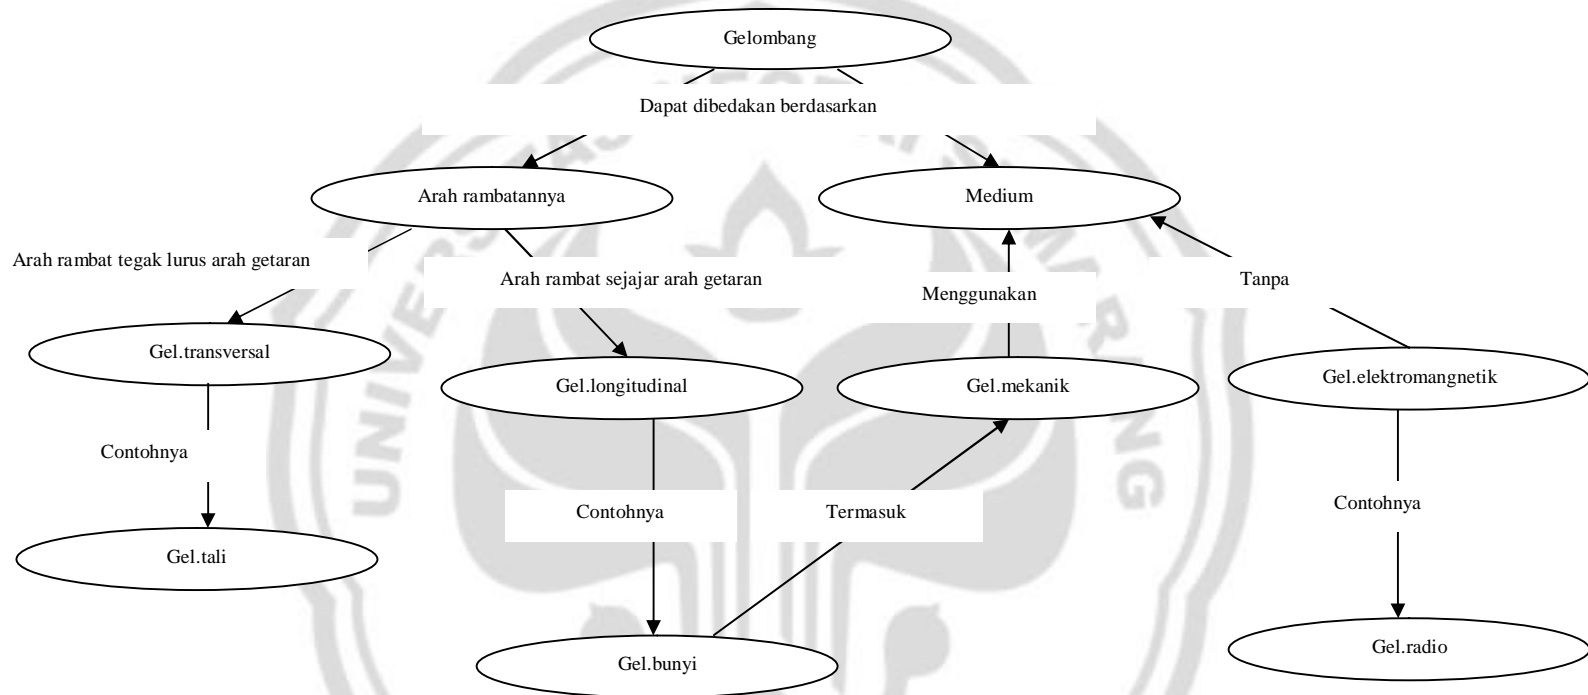 Gelombang
Dapat dibedakan berdasarkan
Arah rambatannya
Medium
Arah rambat tegak lurus arah getaran
Arah rambat sejajar arah getaran
Menggunakan
Tanpa
Gel.transversal
Gel.longitudinal
Gel.mekanik
Gel.elektromangnetik
Contohnya
Contohnya
Termasuk
Contohnya
Gel.tali
Gel.bunyi
Gel.radio